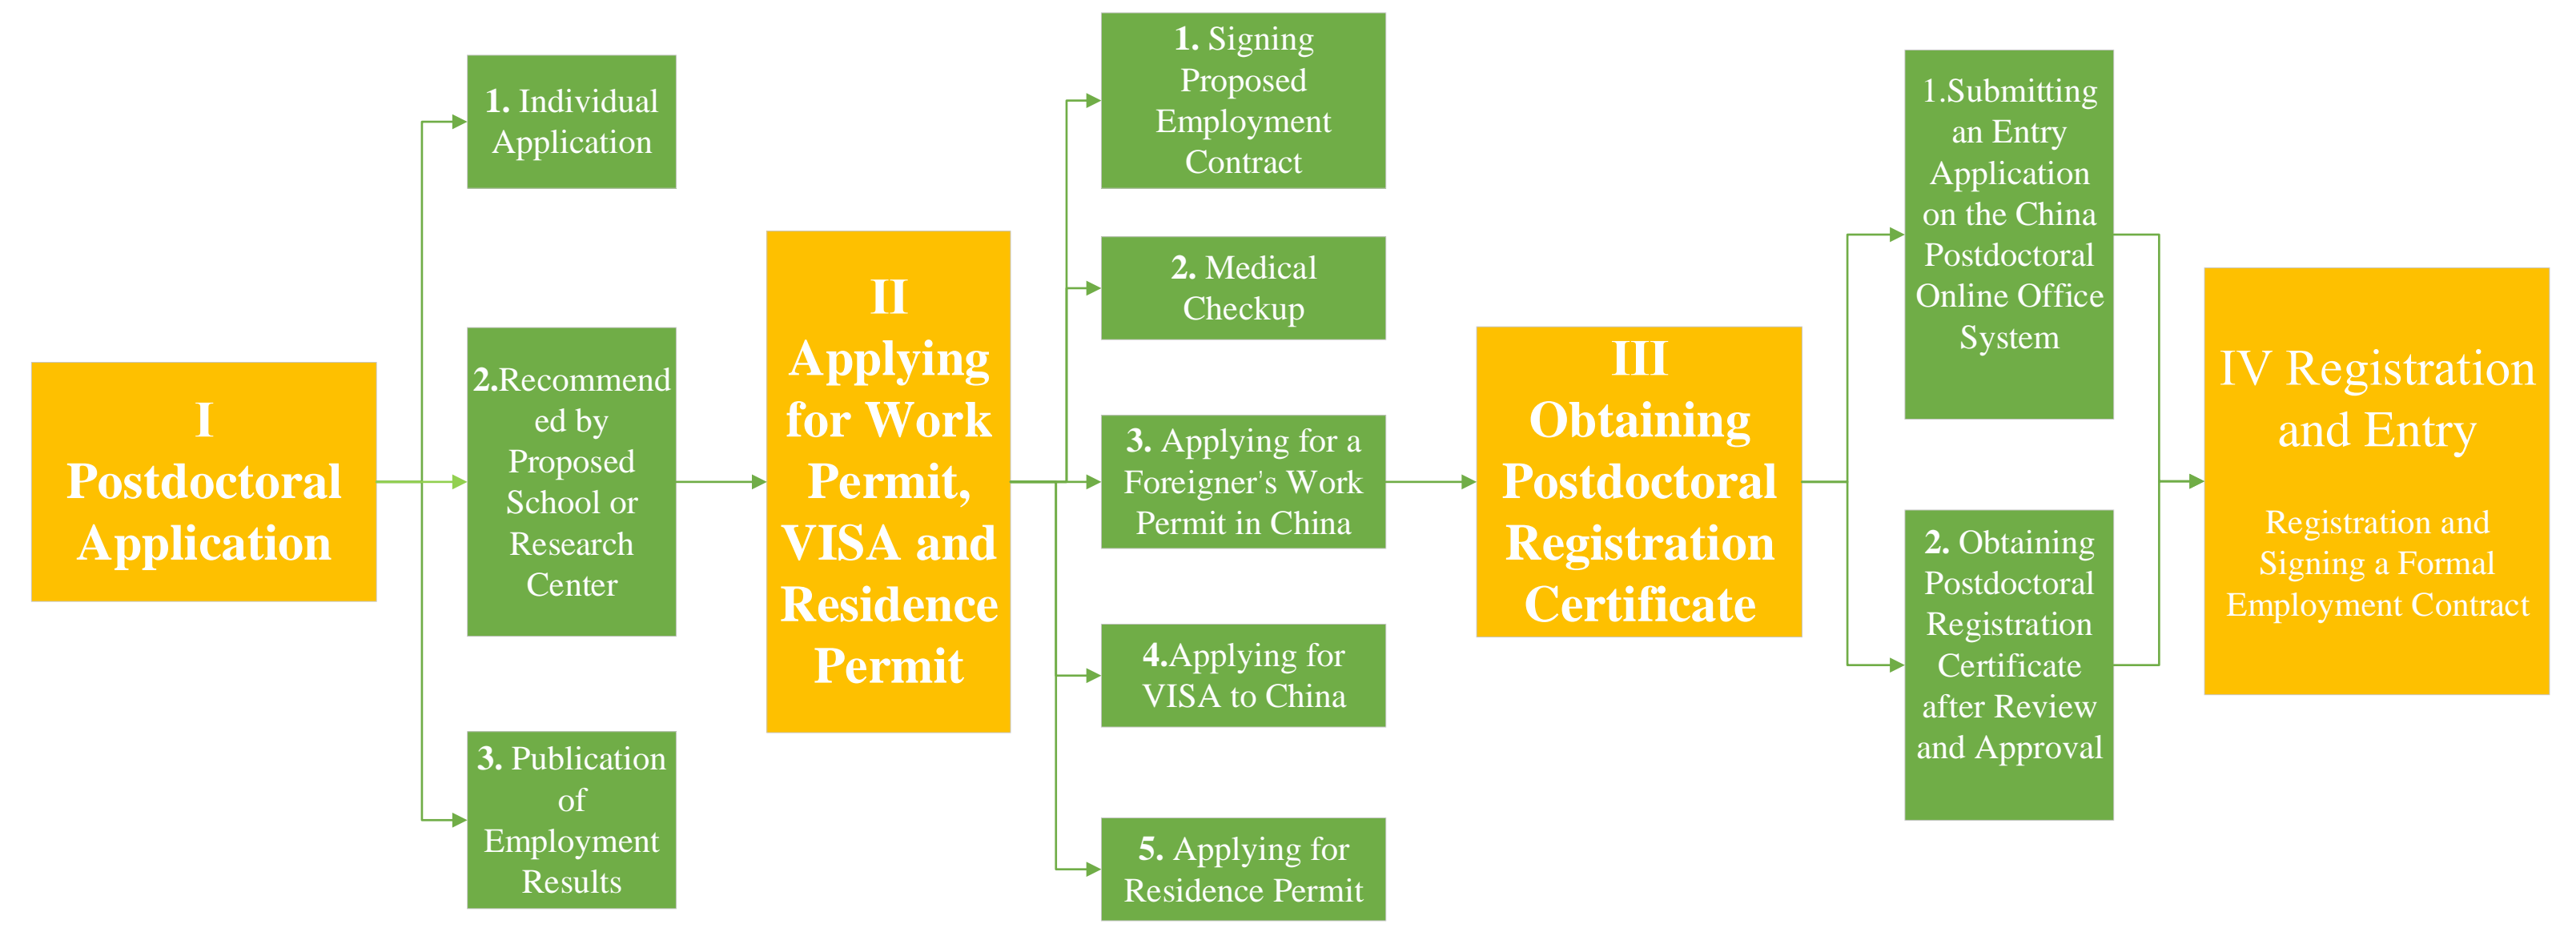 I
Postdoctoral
Application
1. Individual
Application
2.Recommend
ed by
Proposed
School or
Research
Center
3. Publication
of
Employment
Results
II
Applying
for Work
Permit,
VISA and
Residence
Permit
1. Signing
Proposed
Employment
Contract
2. Medical
Checkup
3. Applying for a
Foreigner's Work
Permit in China
4.Applying for
VISA to China
5. Applying for
Residence Permit
III
Obtaining
Postdoctoral
Registration
Certificate
1.Submitting
an Entry
Application
on the China
Postdoctoral
Online Office
System
2. Obtaining
Postdoctoral
Registration
Certificate
after Review
and Approval
IV Registration
and Entry
Registration and
Signing a Formal
Employment Contract